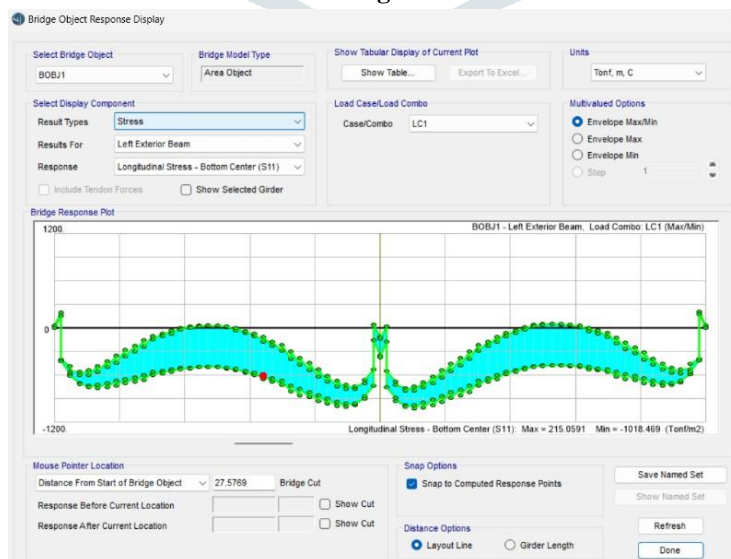 Bridge Object Response Display
Select Bridge Object
BOBJ1
Bridge Model Type
Area Object
Show Tabular Display of Current Plot
Show Table...
Export To Excel...
Units
Tonf, m, C
Select Display Component
Result Types
Stress
Results For
Left Exterior Beam
Response
Longitudinal Stress - Bottom Center (S11)
Include Tendon Forces
Show Selected Girder
Load Case/Load Combo
Case/Combo
LC1
Multivalued Options
Envelope Max/Min
Envelope Max
Envelope Min
Step
1
Bridge Response Plot
1200.
BOBJ1 - Left Exterior Beam, Load Combo: LC1 (Max/Min)
0
-1200.
Longitudinal Stress - Bottom Center (S11): Max = 215.0591 Min = -1018.469 (Tonf/m2)
Mouse Pointer Location
Distance From Start of Bridge Object
27.5769
Bridge Cut
Response Before Current Location
Show Cut
Response After Current Location
Show Cut
Snap Options
Snap to Computed Response Points
Distance Options
Layout Line
Girder Length
Save Named Set
Show Named Set
Refresh
Done